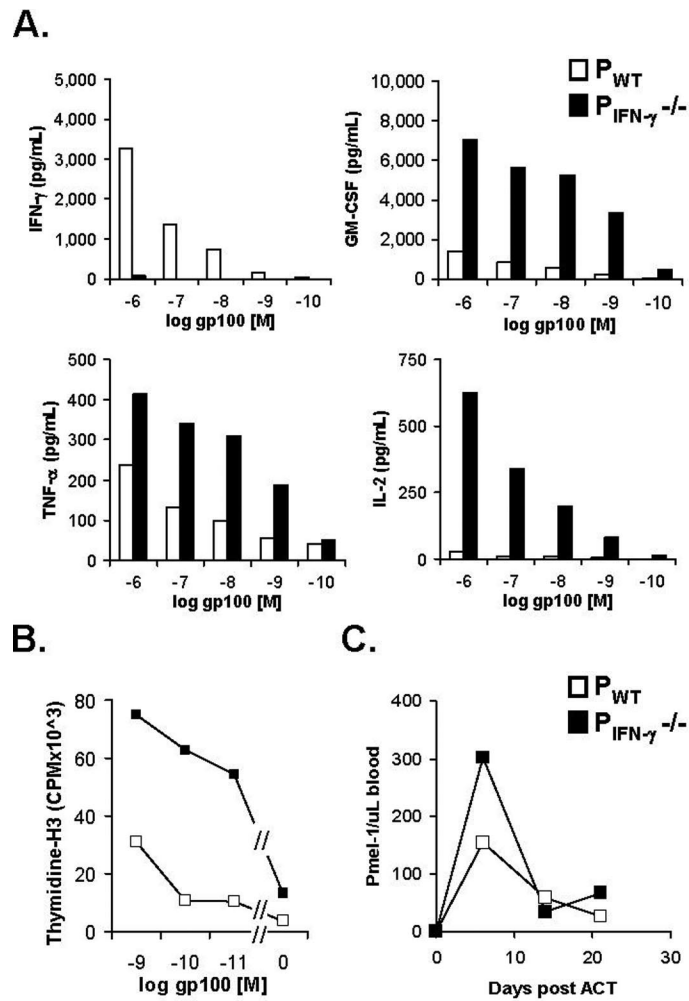 A.
P WT
P IFN-γ -/-
IFN-γ (pg/mL)
5,000
4,000
3,000
2,000
1,000
0
-6 -7 -8 -9 -10
log gp100 [M]
GM-CSF (pg/mL)
10,000
8,000
6,000
4,000
2,000
0
-6 -7 -8 -9 -10
log gp100 [M]
TNF-α (pg/mL)
500
400
300
200
100
0
-6 -7 -8 -9 -10
log gp100 [M]
IL-2 (pg/mL)
750
500
250
0
-6 -7 -8 -9 -10
log gp100 [M]
B.
Thymidine-H3 (CPMx10^3)
80
60
40
20
0
-9 -10 -11 0
log gp100 [M]
C.
P WT
P IFN-γ -/-
Pmel-1/uL blood
400
300
200
100
0
0 10 20 30
Days post ACT